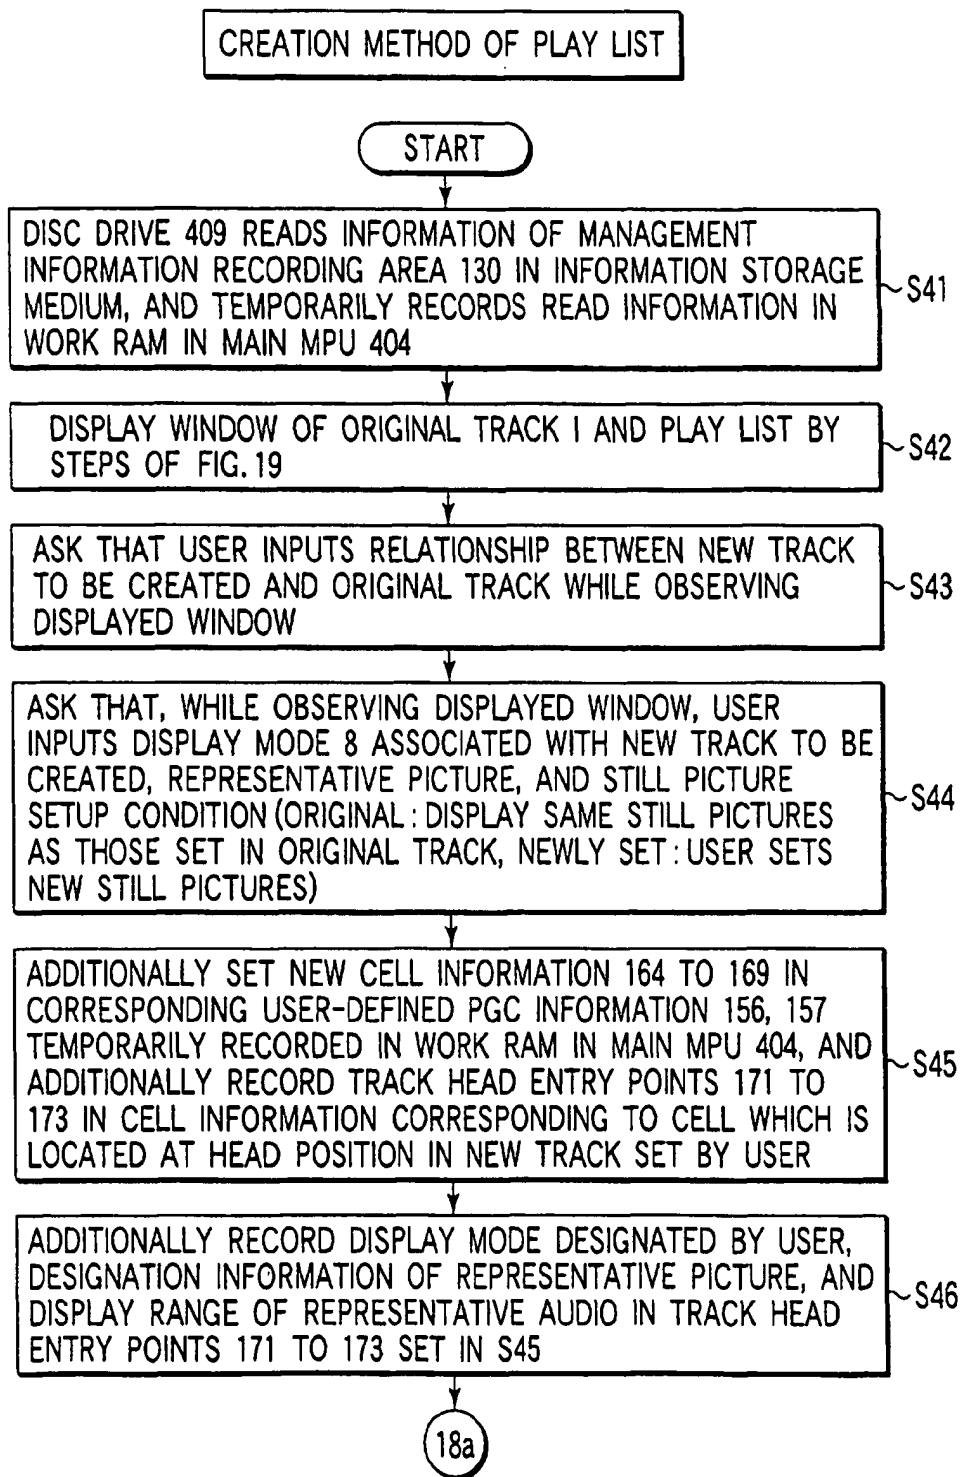 CREATION METHOD OF PLAY LIST
START
DISC DRIVE 409 READS INFORMATION OF MANAGEMENT
INFORMATION RECORDING AREA 130 IN INFORMATION STORAGE
MEDIUM, AND TEMPORARILY RECORDS READ INFORMATION IN
WORK RAM IN MAIN MPU 404
S41
DISPLAY WINDOW OF ORIGINAL TRACK I AND PLAY LIST BY
STEPS OF FIG. 19
S42
ASK THAT USER INPUTS RELATIONSHIP BETWEEN NEW TRACK
TO BE CREATED AND ORIGINAL TRACK WHILE OBSERVING
DISPLAYED WINDOW
S43
ASK THAT, WHILE OBSERVING DISPLAYED WINDOW, USER
INPUTS DISPLAY MODE 8 ASSOCIATED WITH NEW TRACK TO BE
CREATED, REPRESENTATIVE PICTURE, AND STILL PICTURE
SETUP CONDITION (ORIGINAL : DISPLAY SAME STILL PICTURES
AS THOSE SET IN ORIGINAL TRACK, NEWLY SET : USER SETS
NEW STILL PICTURES)
S44
ADDITIONALLY SET NEW CELL INFORMATION 164 TO 169 IN
CORRESPONDING USER-DEFINED PGC INFORMATION 156, 157
TEMPORARILY RECORDED IN WORK RAM IN MAIN MPU 404, AND
ADDITIONALLY RECORD TRACK HEAD ENTRY POINTS 171 TO
173 IN CELL INFORMATION CORRESPONDING TO CELL WHICH IS
LOCATED AT HEAD POSITION IN NEW TRACK SET BY USER
S45
ADDITIONALLY RECORD DISPLAY MODE DESIGNATED BY USER,
DESIGNATION INFORMATION OF REPRESENTATIVE PICTURE, AND
DISPLAY RANGE OF REPRESENTATIVE AUDIO IN TRACK HEAD
ENTRY POINTS 171 TO 173 SET IN S45
S46
18a